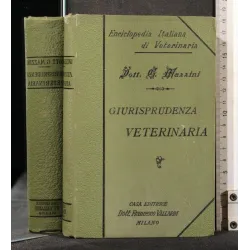 Enciclopedia Italiana
di Veterinaria
Dott. G. Mazzini
GIURISPRUDENZA
VETERINARIA
CASA EDITRICE
Dott. Francesco Vallardi
MILANO